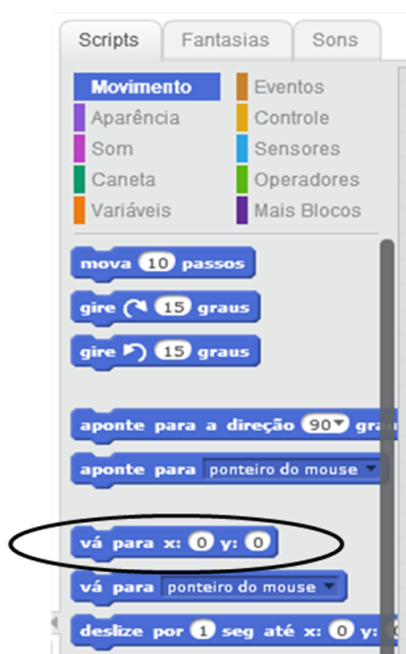 Scripts Fantasias Sons
Movimento Eventos
Aparência Controle
Som Sensores
Caneta Operadores
Variáveis Mais Blocos
mova 10 passos
gire 15 graus
gire 15 graus
aponte para a direção 90 grau
aponte para ponteiro do mouse
vá para x: 0 y: 0
vá para ponteiro do mouse
deslize por 1 seg até x: 0 y: